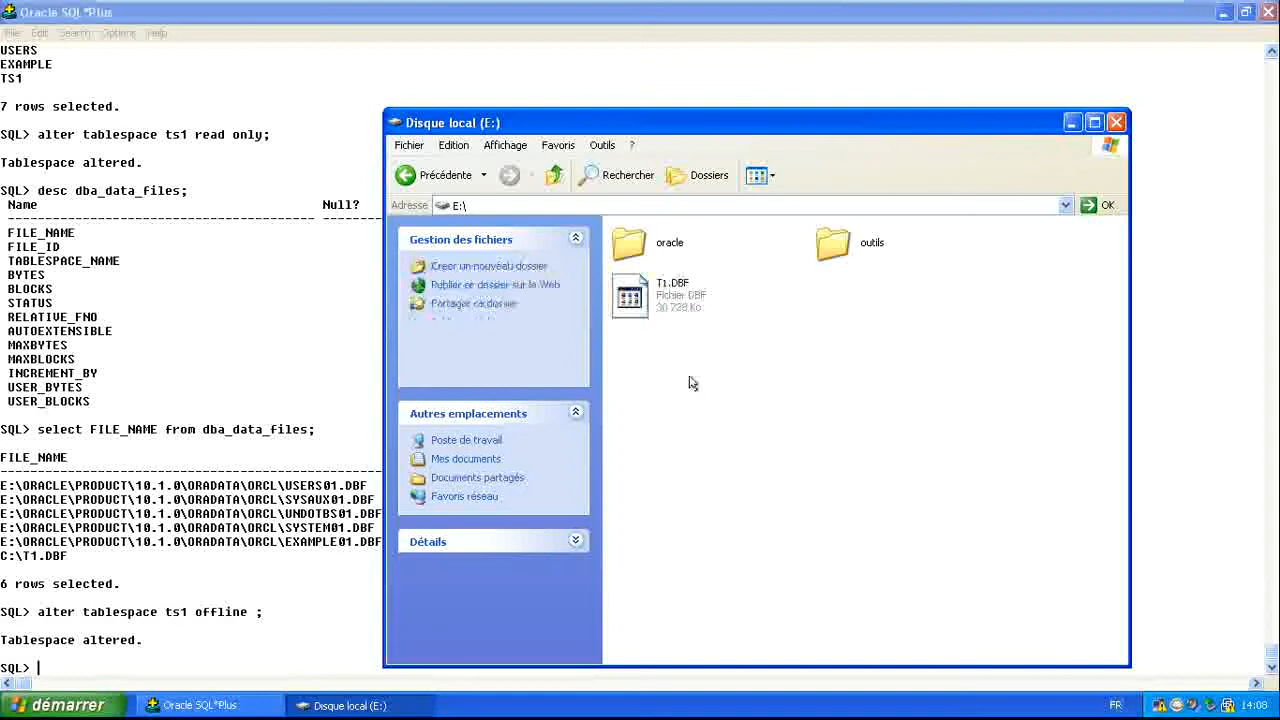 Oracle SQL*Plus
File Edit Search Options Help
USERS
EXAMPLE
TS1
7 rows selected.
SQL> alter tablespace ts1 read only;
Tablespace altered.
SQL> desc dba_data_files;
Name Null?
FILE_NAME
FILE_ID
TABLESPACE_NAME
BYTES
BLOCKS
STATUS
RELATIVE_FNO
AUTOEXTENSIBLE
MAXBYTES
MAXBLOCKS
INCREMENT_BY
USER_BYTES
USER_BLOCKS
SQL> select FILE_NAME from dba_data_files;
FILE_NAME
E:\ORACLE\PRODUCT\10.1.0\ORADATA\ORCL\USERS01.DBF
E:\ORACLE\PRODUCT\10.1.0\ORADATA\ORCL\SYSAUX01.DBF
E:\ORACLE\PRODUCT\10.1.0\ORADATA\ORCL\UNDOTBS01.DBF
E:\ORACLE\PRODUCT\10.1.0\ORADATA\ORCL\SYSTEM01.DBF
E:\ORACLE\PRODUCT\10.1.0\ORADATA\ORCL\EXAMPLE01.DBF
C:\T1.DBF
6 rows selected.
SQL> alter tablespace ts1 offline ;
Tablespace altered.
SQL>
Disque local (E:)
Fichier Edition Affichage Favoris Outils ?
Précédente Rechercher Dossiers
Adresse E:\ OK
Gestion des fichiers
Créer un nouveau dossier
Publier ce dossier sur le Web
Partager ce dossier
Autres emplacements
Poste de travail
Mes documents
Documents partagés
Favoris réseau
Détails
oracle outils
T1.DBF
Fichier DBF
Ko
démarrer Oracle SQL*Plus Disque local (E:) FR 14:08